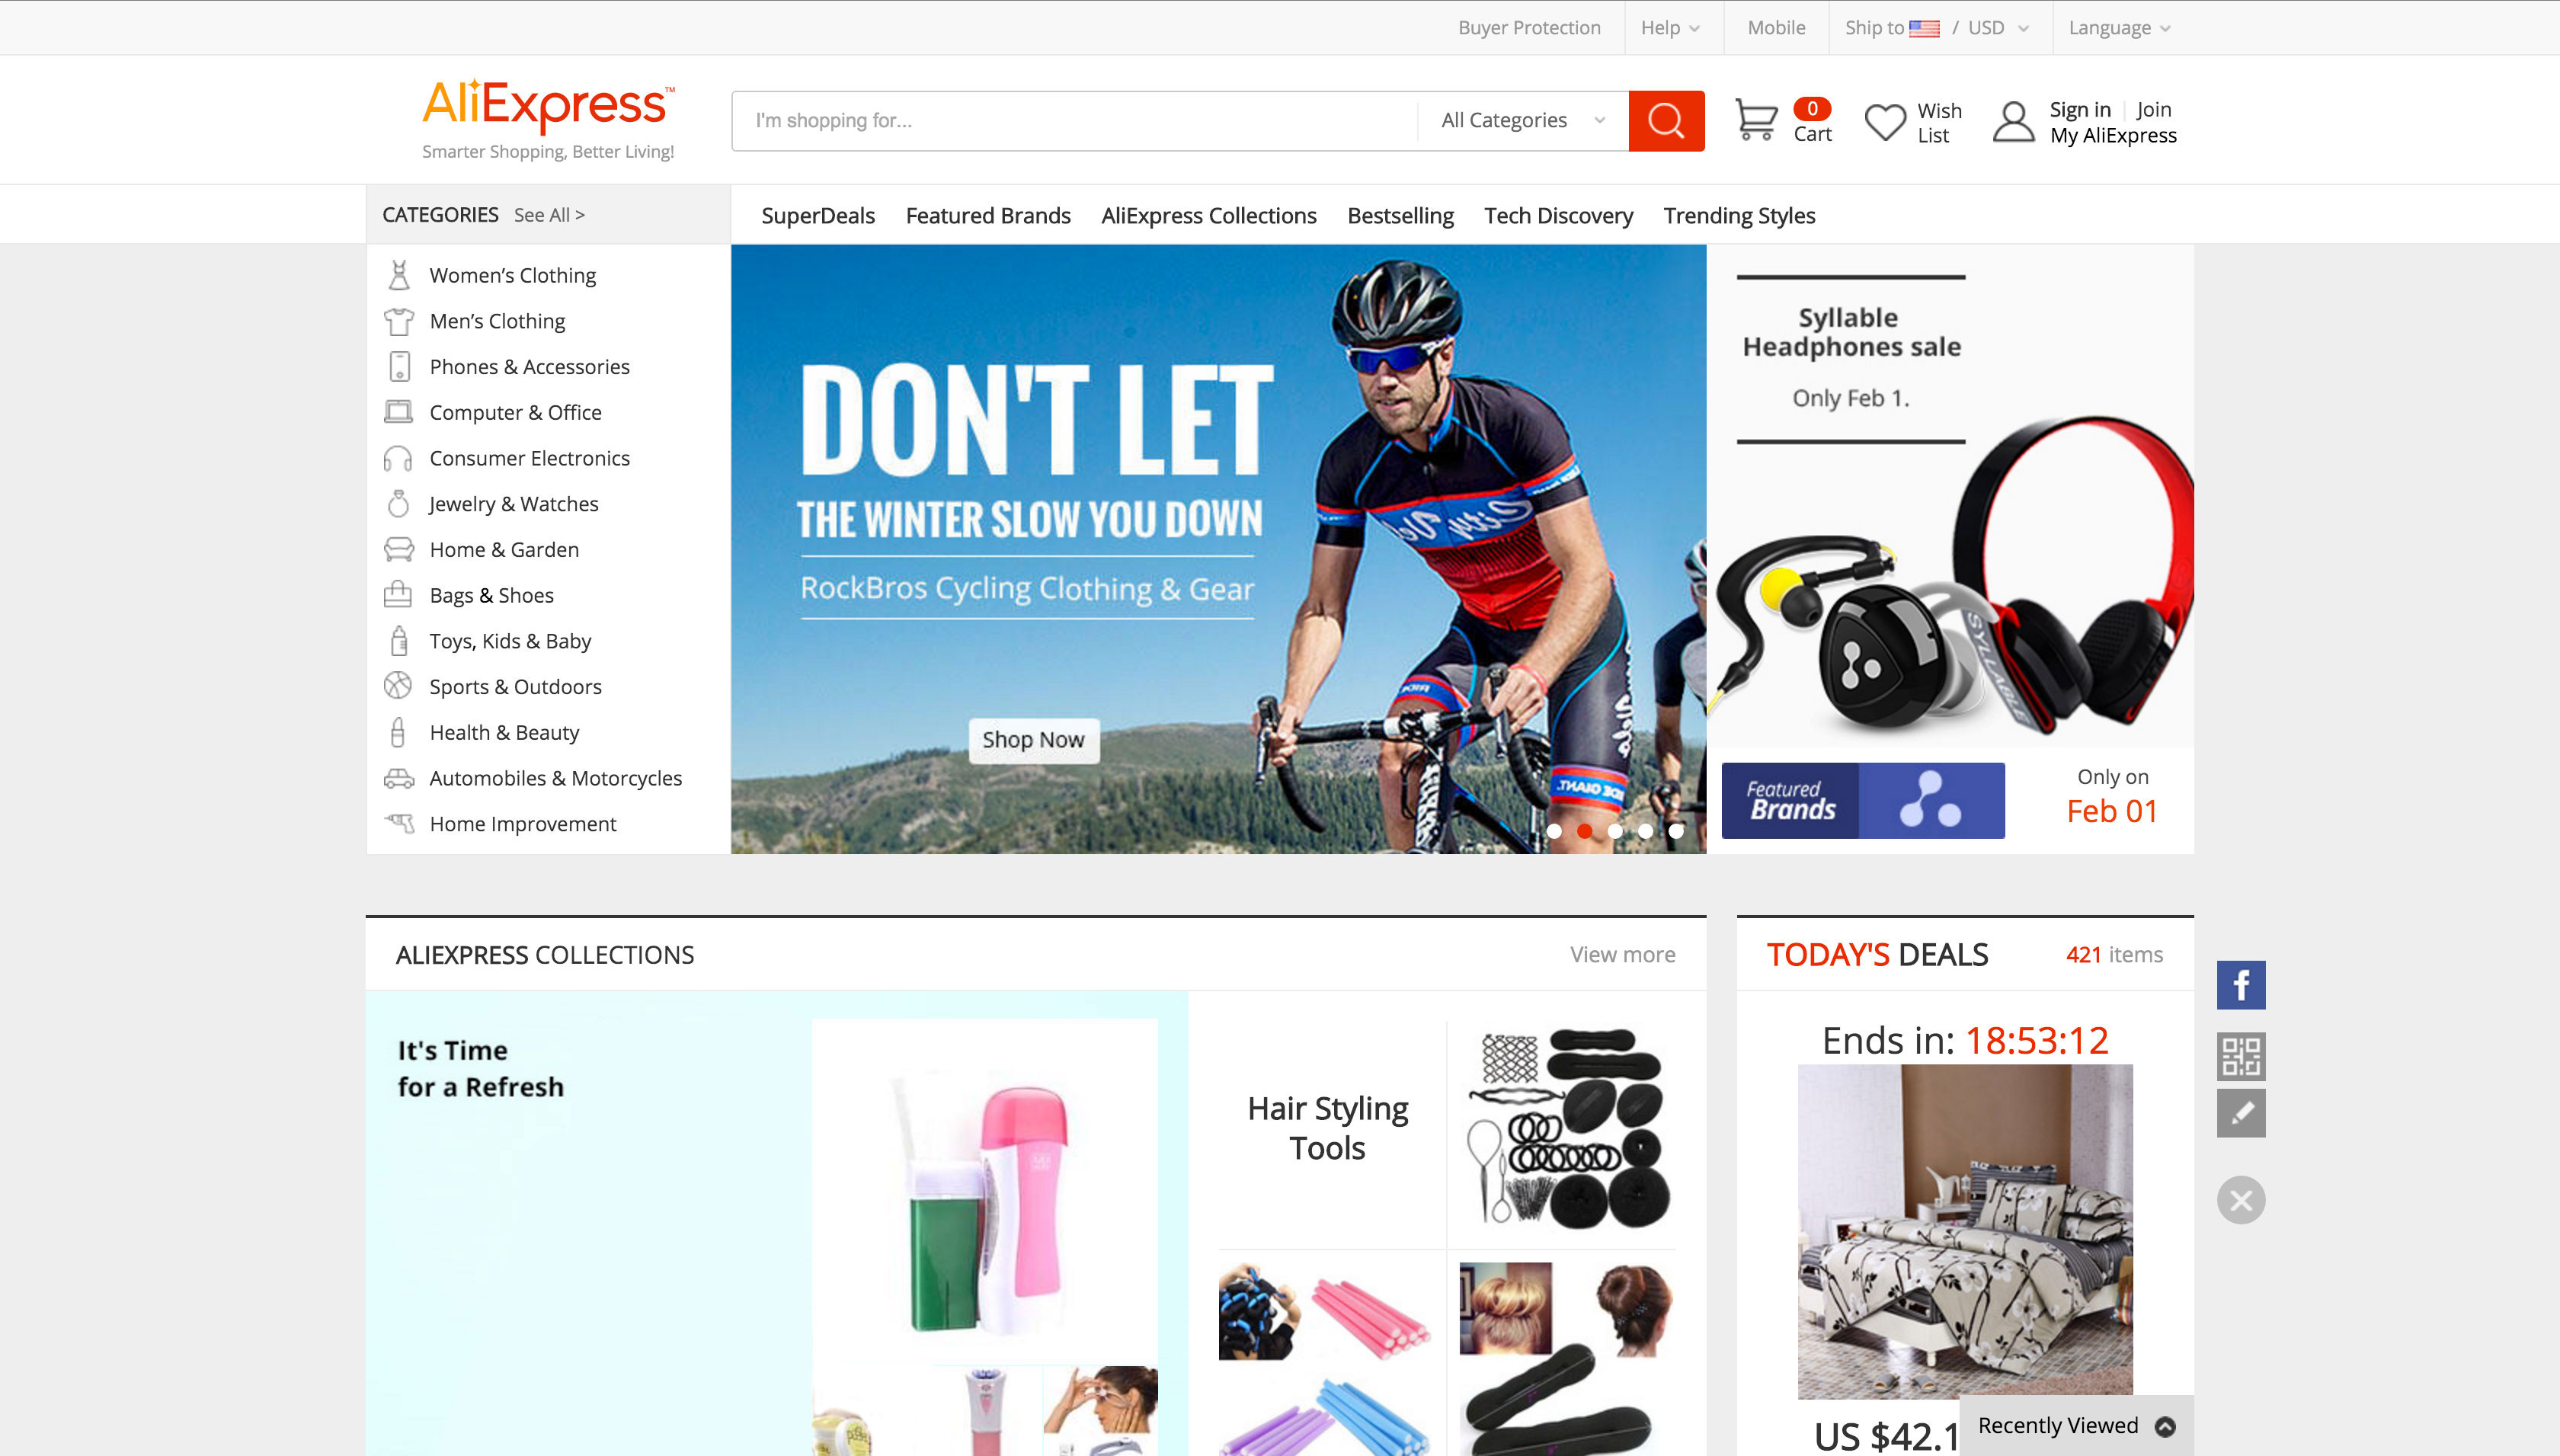 Buyer Protection
Help
Mobile
Ship to / USD
Language
AliExpress™
Smarter Shopping, Better Living!
I'm shopping for...
All Categories
0
Cart
Wish
List
Sign in | Join
My AliExpress
CATEGORIES See All >
SuperDeals
Featured Brands
AliExpress Collections
Bestselling
Tech Discovery
Trending Styles
Women's Clothing
Men's Clothing
Phones & Accessories
Computer & Office
Consumer Electronics
Jewelry & Watches
Home & Garden
Bags & Shoes
Toys, Kids & Baby
Sports & Outdoors
Health & Beauty
Automobiles & Motorcycles
Home Improvement
DON'T LET
THE WINTER SLOW YOU DOWN
RockBros Cycling Clothing & Gear
Shop Now
Syllable
Headphones sale
Only Feb 1.
SYLLABLE
Featured
Brands
Only on
Feb 01
ALIEXPRESS COLLECTIONS
View more
It's Time
for a Refresh
Hair Styling
Tools
TODAY'S DEALS
421 items
Ends in: 18:53:12
US $42.1
Recently Viewed